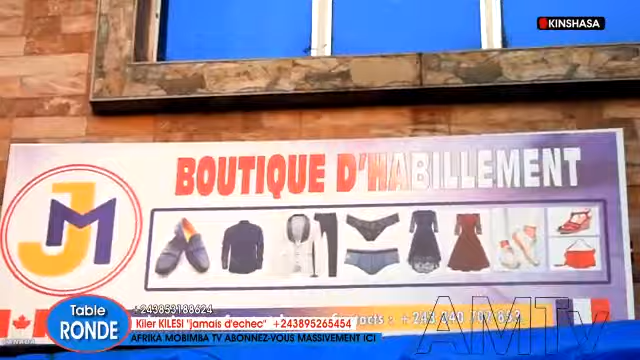 KINSHASA
BOUTIQUE D'HABILLEMENT
JM
CANADA
+243853188624
Table
RONDE
Kiler KILESI "jamais d'echec" +243895265454
AFRIKA MOBIMBA TV ABONNEZ-VOUS MASSIVEMENT ICI
AMTv